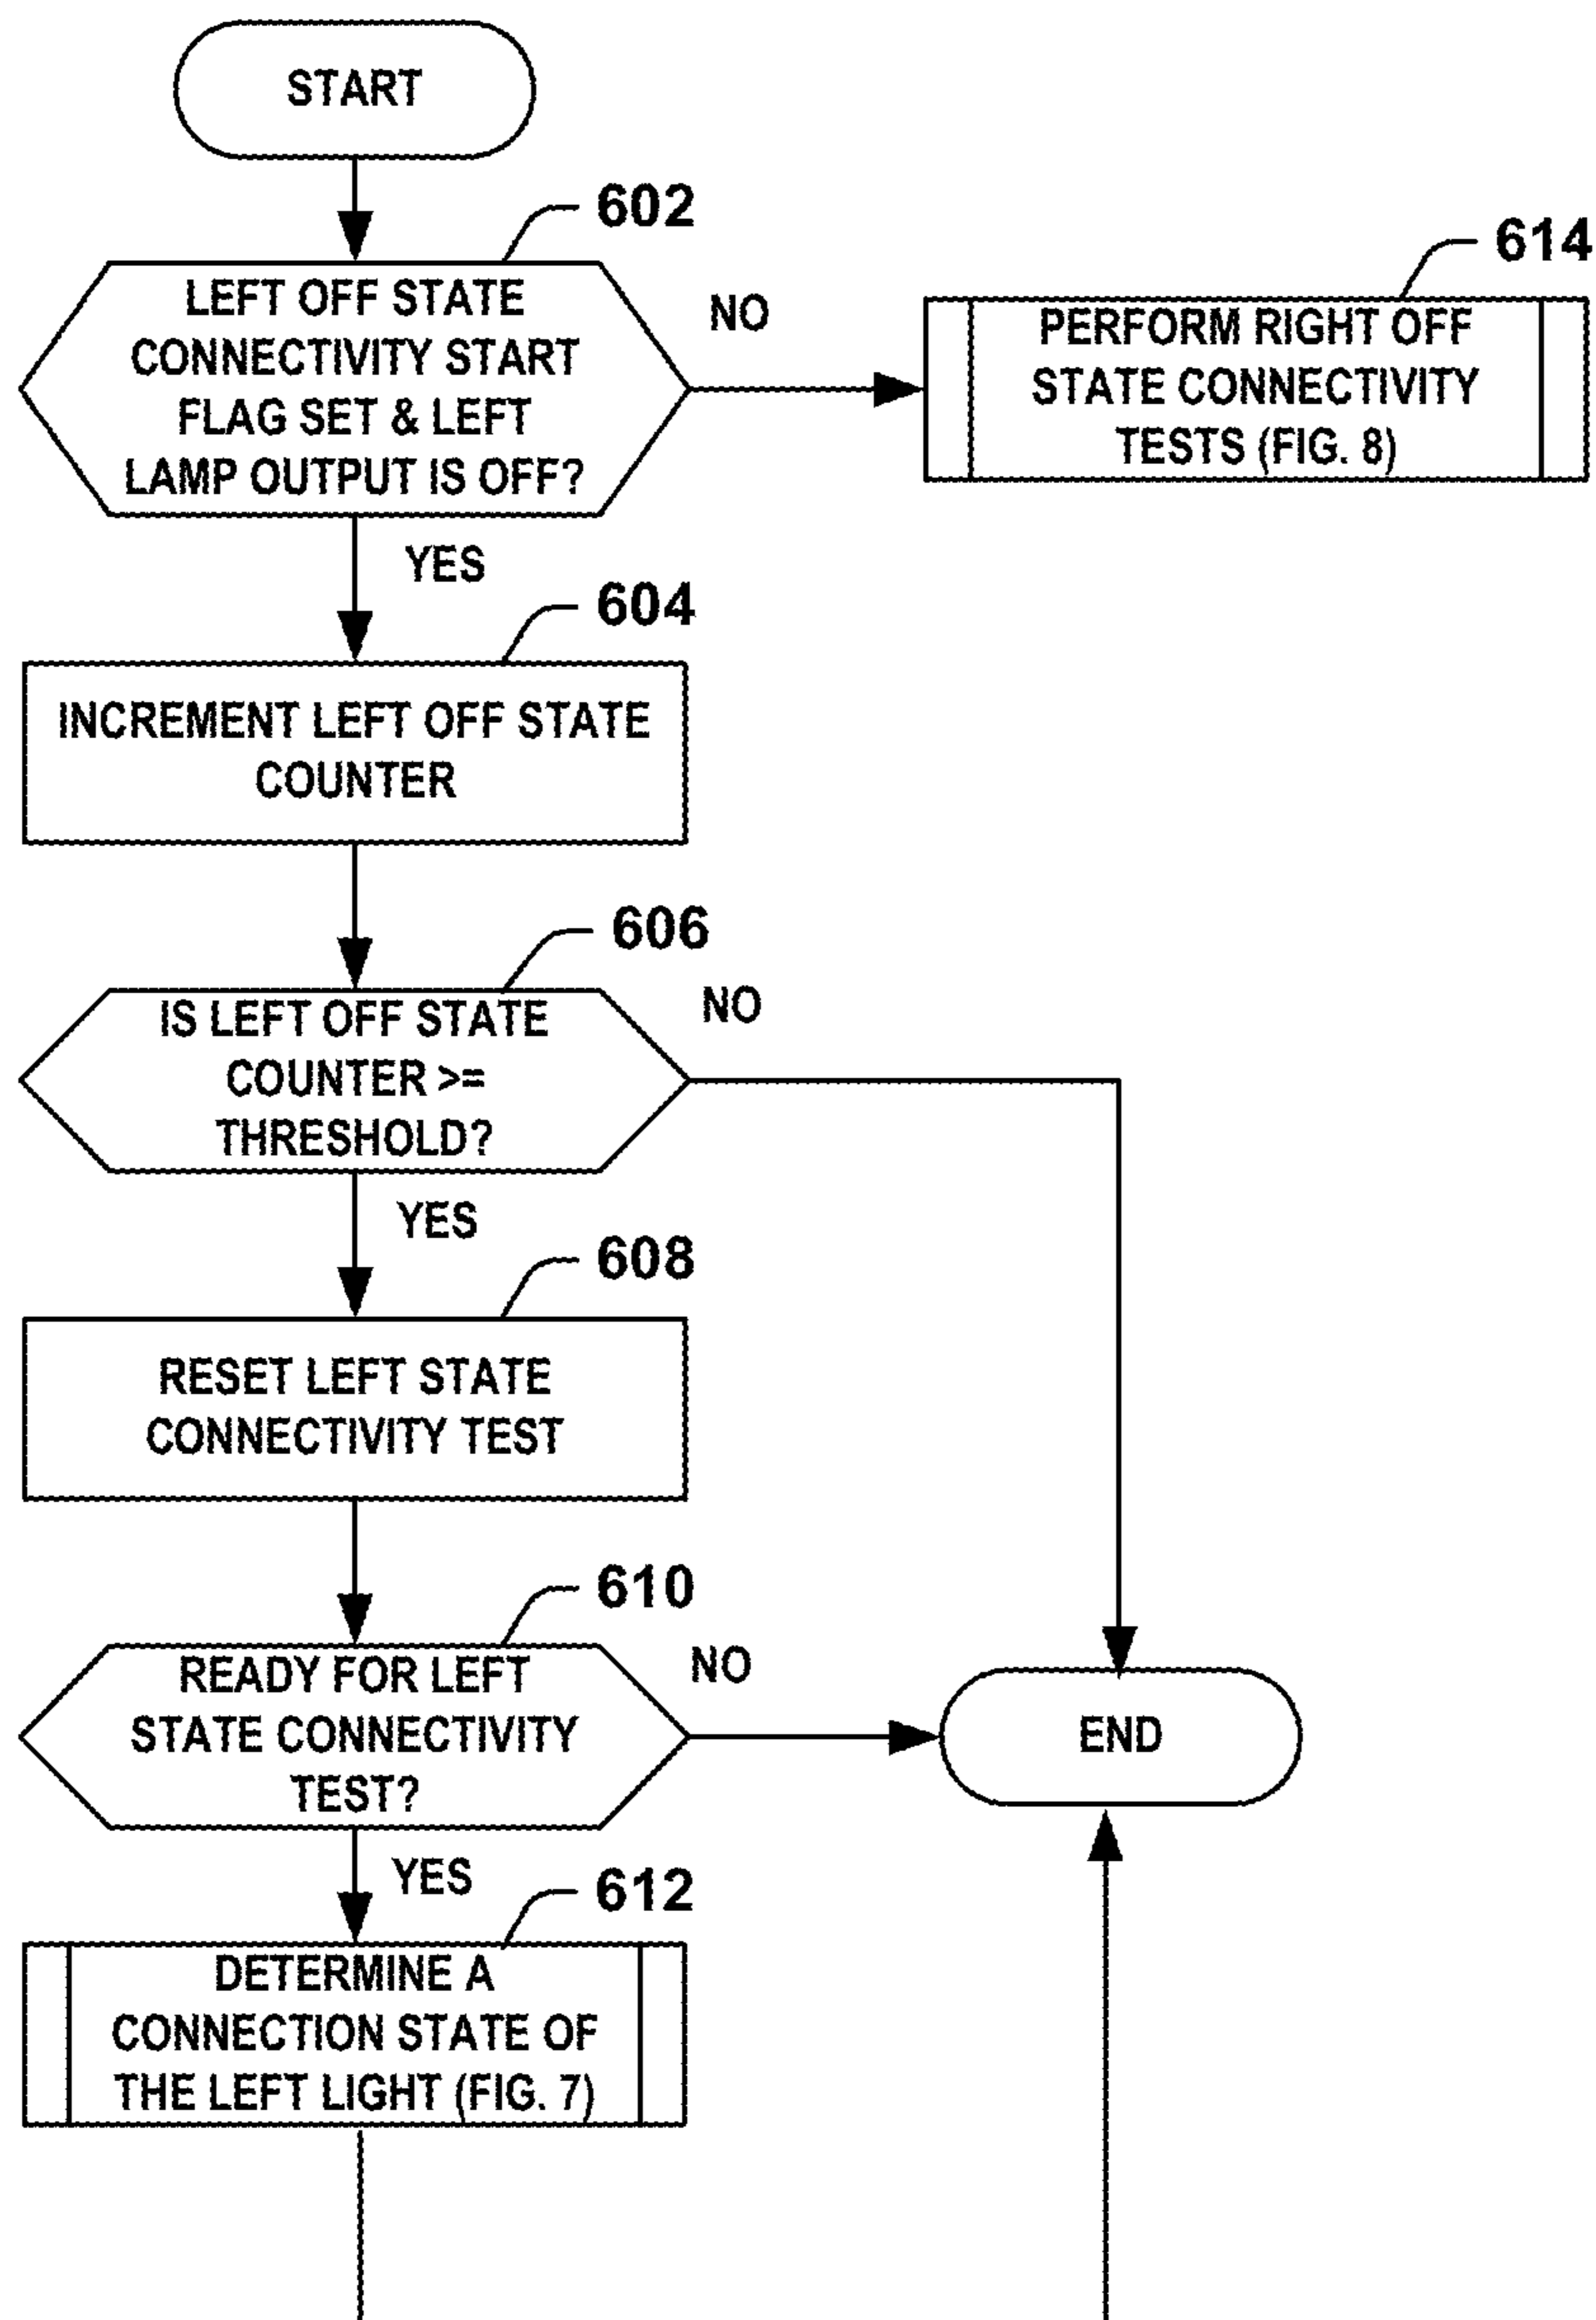 START
602
LEFT OFF STATE
CONNECTIVITY START
FLAG SET & LEFT
LAMP OUTPUT IS OFF?
NO
614
PERFORM RIGHT OFF
STATE CONNECTIVITY
TESTS (FIG. 8)
YES
604
INCREMENT LEFT OFF STATE
COUNTER
606
IS LEFT OFF STATE
COUNTER >=
THRESHOLD?
NO
YES
608
RESET LEFT STATE
CONNECTIVITY TEST
610
READY FOR LEFT
STATE CONNECTIVITY
TEST?
NO
END
YES
612
DETERMINE A
CONNECTION STATE OF
THE LEFT LIGHT (FIG. 7)